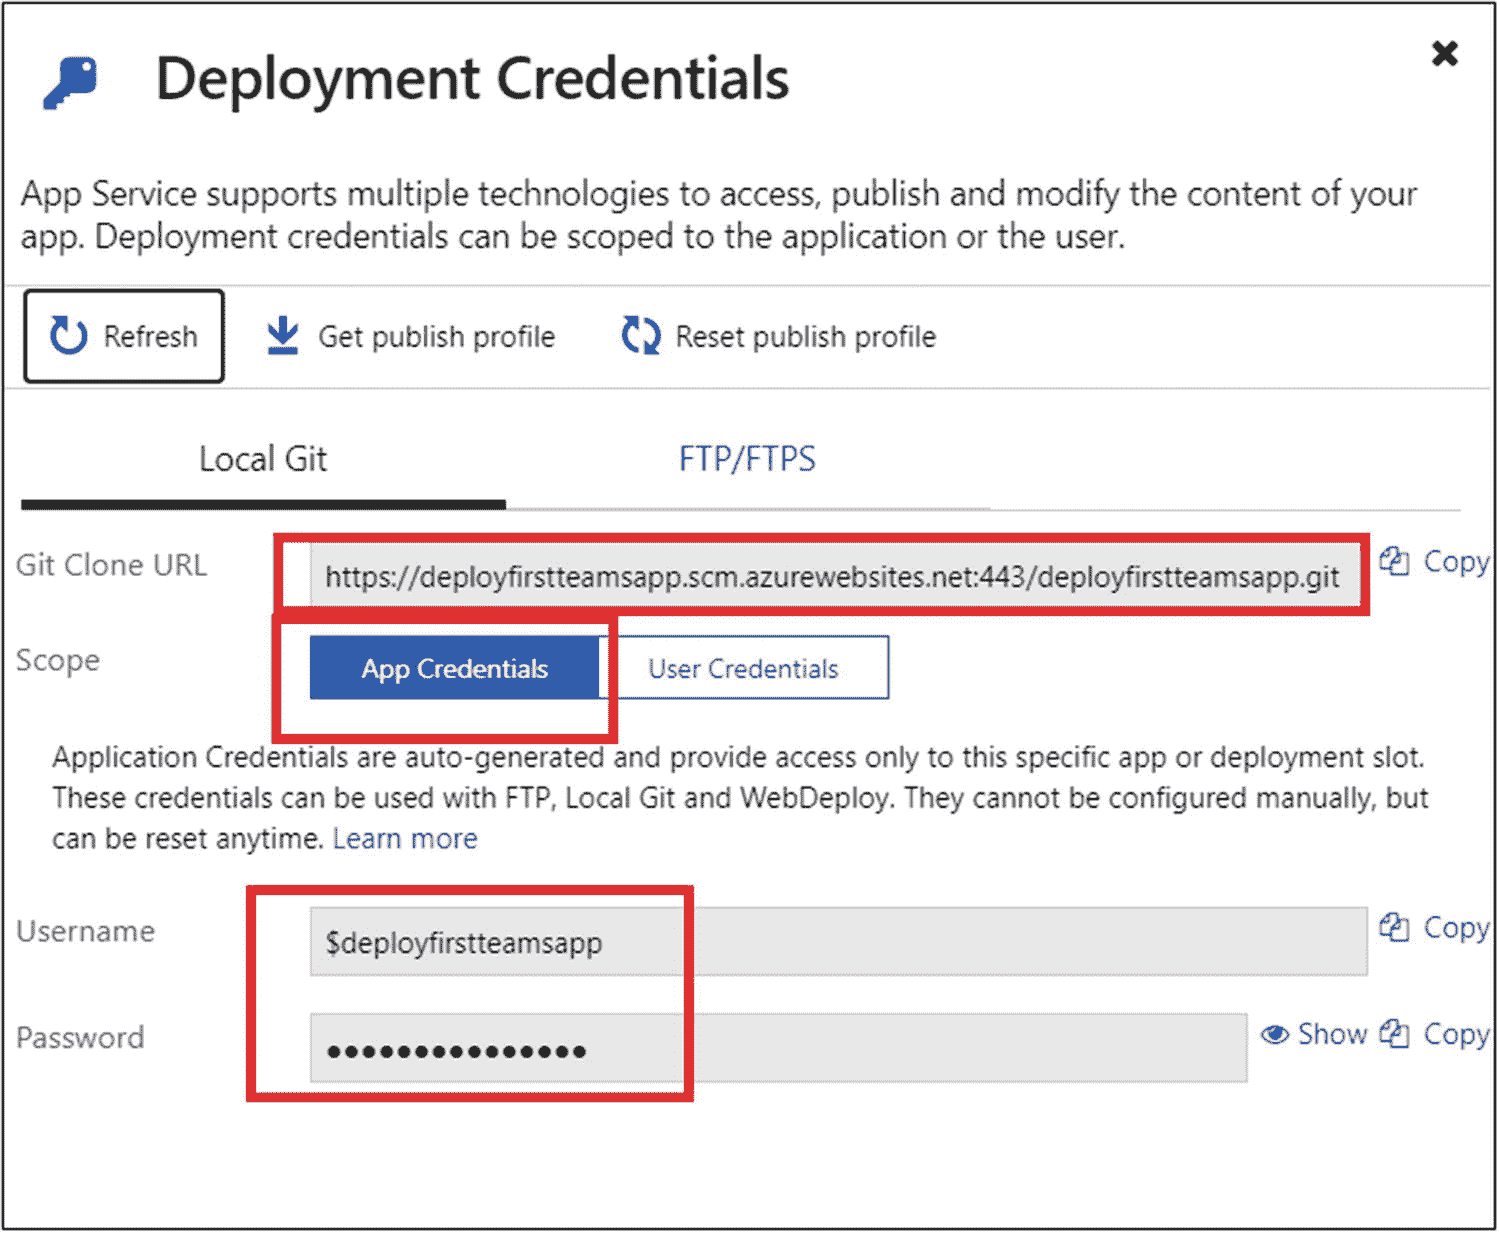 Deployment Credentials
App Service supports multiple technologies to access, publish and modify the content of your
app. Deployment credentials can be scoped to the application or the user.
Refresh Get publish profile Reset publish profile
Local Git FTP/FTPS
Git Clone URL https://deployfirstteamsapp.scm.azurewebsites.net:443/deployfirstteamsapp.git Copy
Scope App Credentials User Credentials
Application Credentials are auto-generated and provide access only to this specific app or deployment slot.
These credentials can be used with FTP, Local Git and WebDeploy. They cannot be configured manually, but
can be reset anytime. Learn more
Username $deployfirstteamsapp Copy
Password ●●●●●●●●●●●●●●● Show Copy